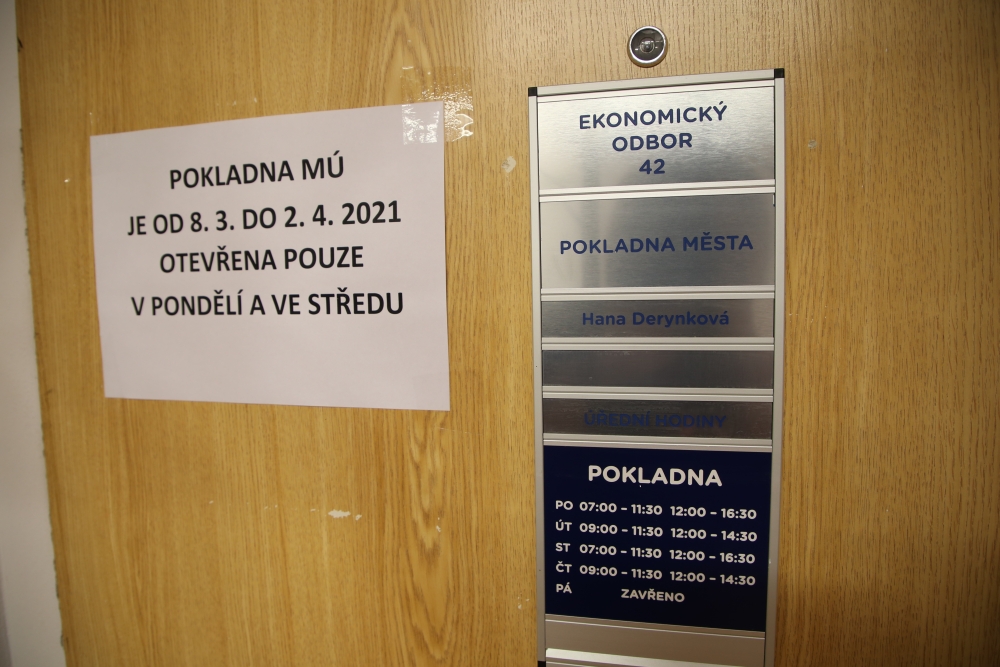 POKLADNA MÚ
JE OD 8. 3. DO 2. 4. 2021
OTEVŘENA POUZE
V PONDĚLÍ A VE STŘEDU
EKONOMICKÝ
ODBOR
42
POKLADNA MĚSTA
Hana Derynková
ÚŘEDNÍ HODINY
POKLADNA
PO 07:00 – 11:30 12:00 – 16:30
ÚT 09:00 – 11:30 12:00 – 14:30
ST 07:00 – 11:30 12:00 – 16:30
ČT 09:00 – 11:30 12:00 – 14:30
PÁ ZAVŘENO